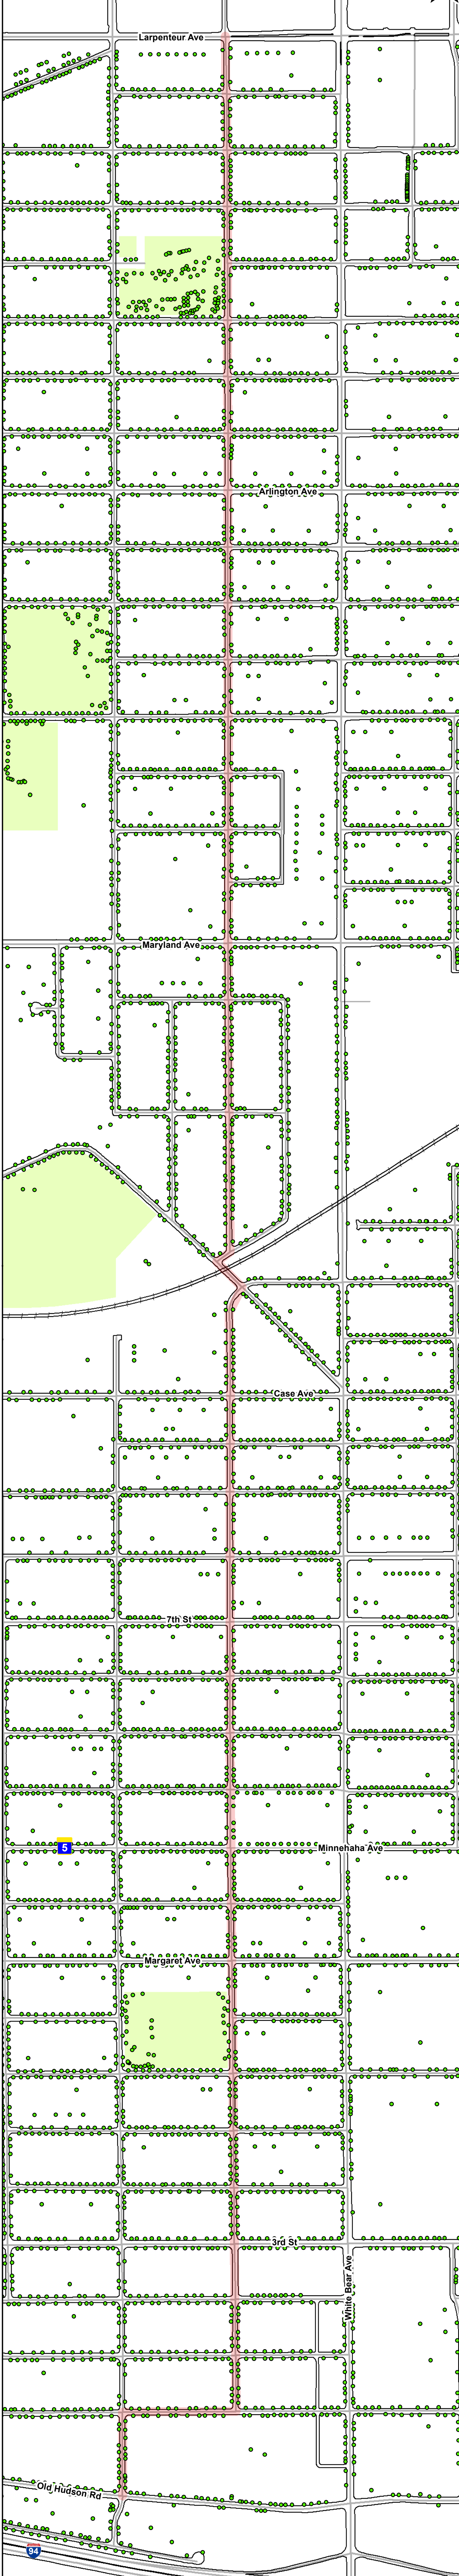 Larpenteur Ave
Arlington Ave
Maryland Ave
Case Ave
7th St
5
Minnehaha Ave
Margaret Ave
3rd St
White Bear Ave
Old Hudson Rd
94